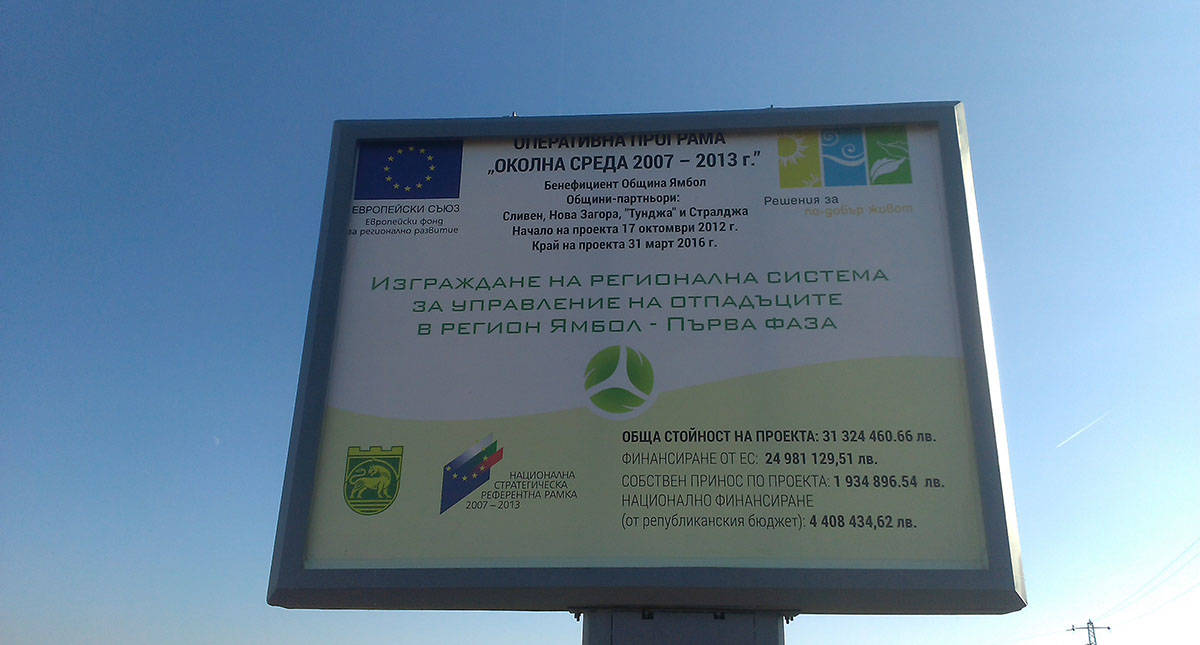 ОПЕРАТИВНА ПРОГРАМА
„ОКОЛНА СРЕДА 2007 – 2013 г.”
Бенефициент Община Ямбол
Общини-партньори:
Сливен, Нова Загора, "Тунджа" и Стралджа
Начало на проекта 17 октомври 2012 г.
Край на проекта 31 март 2016 г.
ЕВРОПЕЙСКИ СЪЮЗ
Европейски фонд
за регионално развитие
Решения за
по-добър живот
ИЗГРАЖДАНЕ НА РЕГИОНАЛНА СИСТЕМА
ЗА УПРАВЛЕНИЕ НА ОТПАДЪЦИТЕ
В РЕГИОН ЯМБОЛ - ПЪРВА ФАЗА
НАЦИОНАЛНА
СТРАТЕГИЧЕСКА
РЕФЕРЕНТНА РАМКА
2007 – 2013
ОБЩА СТОЙНОСТ НА ПРОЕКТА: 31 324 460.66 лв.
ФИНАНСИРАНЕ ОТ ЕС: 24 981 129,51 лв.
СОБСТВЕН ПРИНОС ПО ПРОЕКТА: 1 934 896.54 лв.
НАЦИОНАЛНО ФИНАНСИРАНЕ
(от републиканския бюджет): 4 408 434,62 лв.